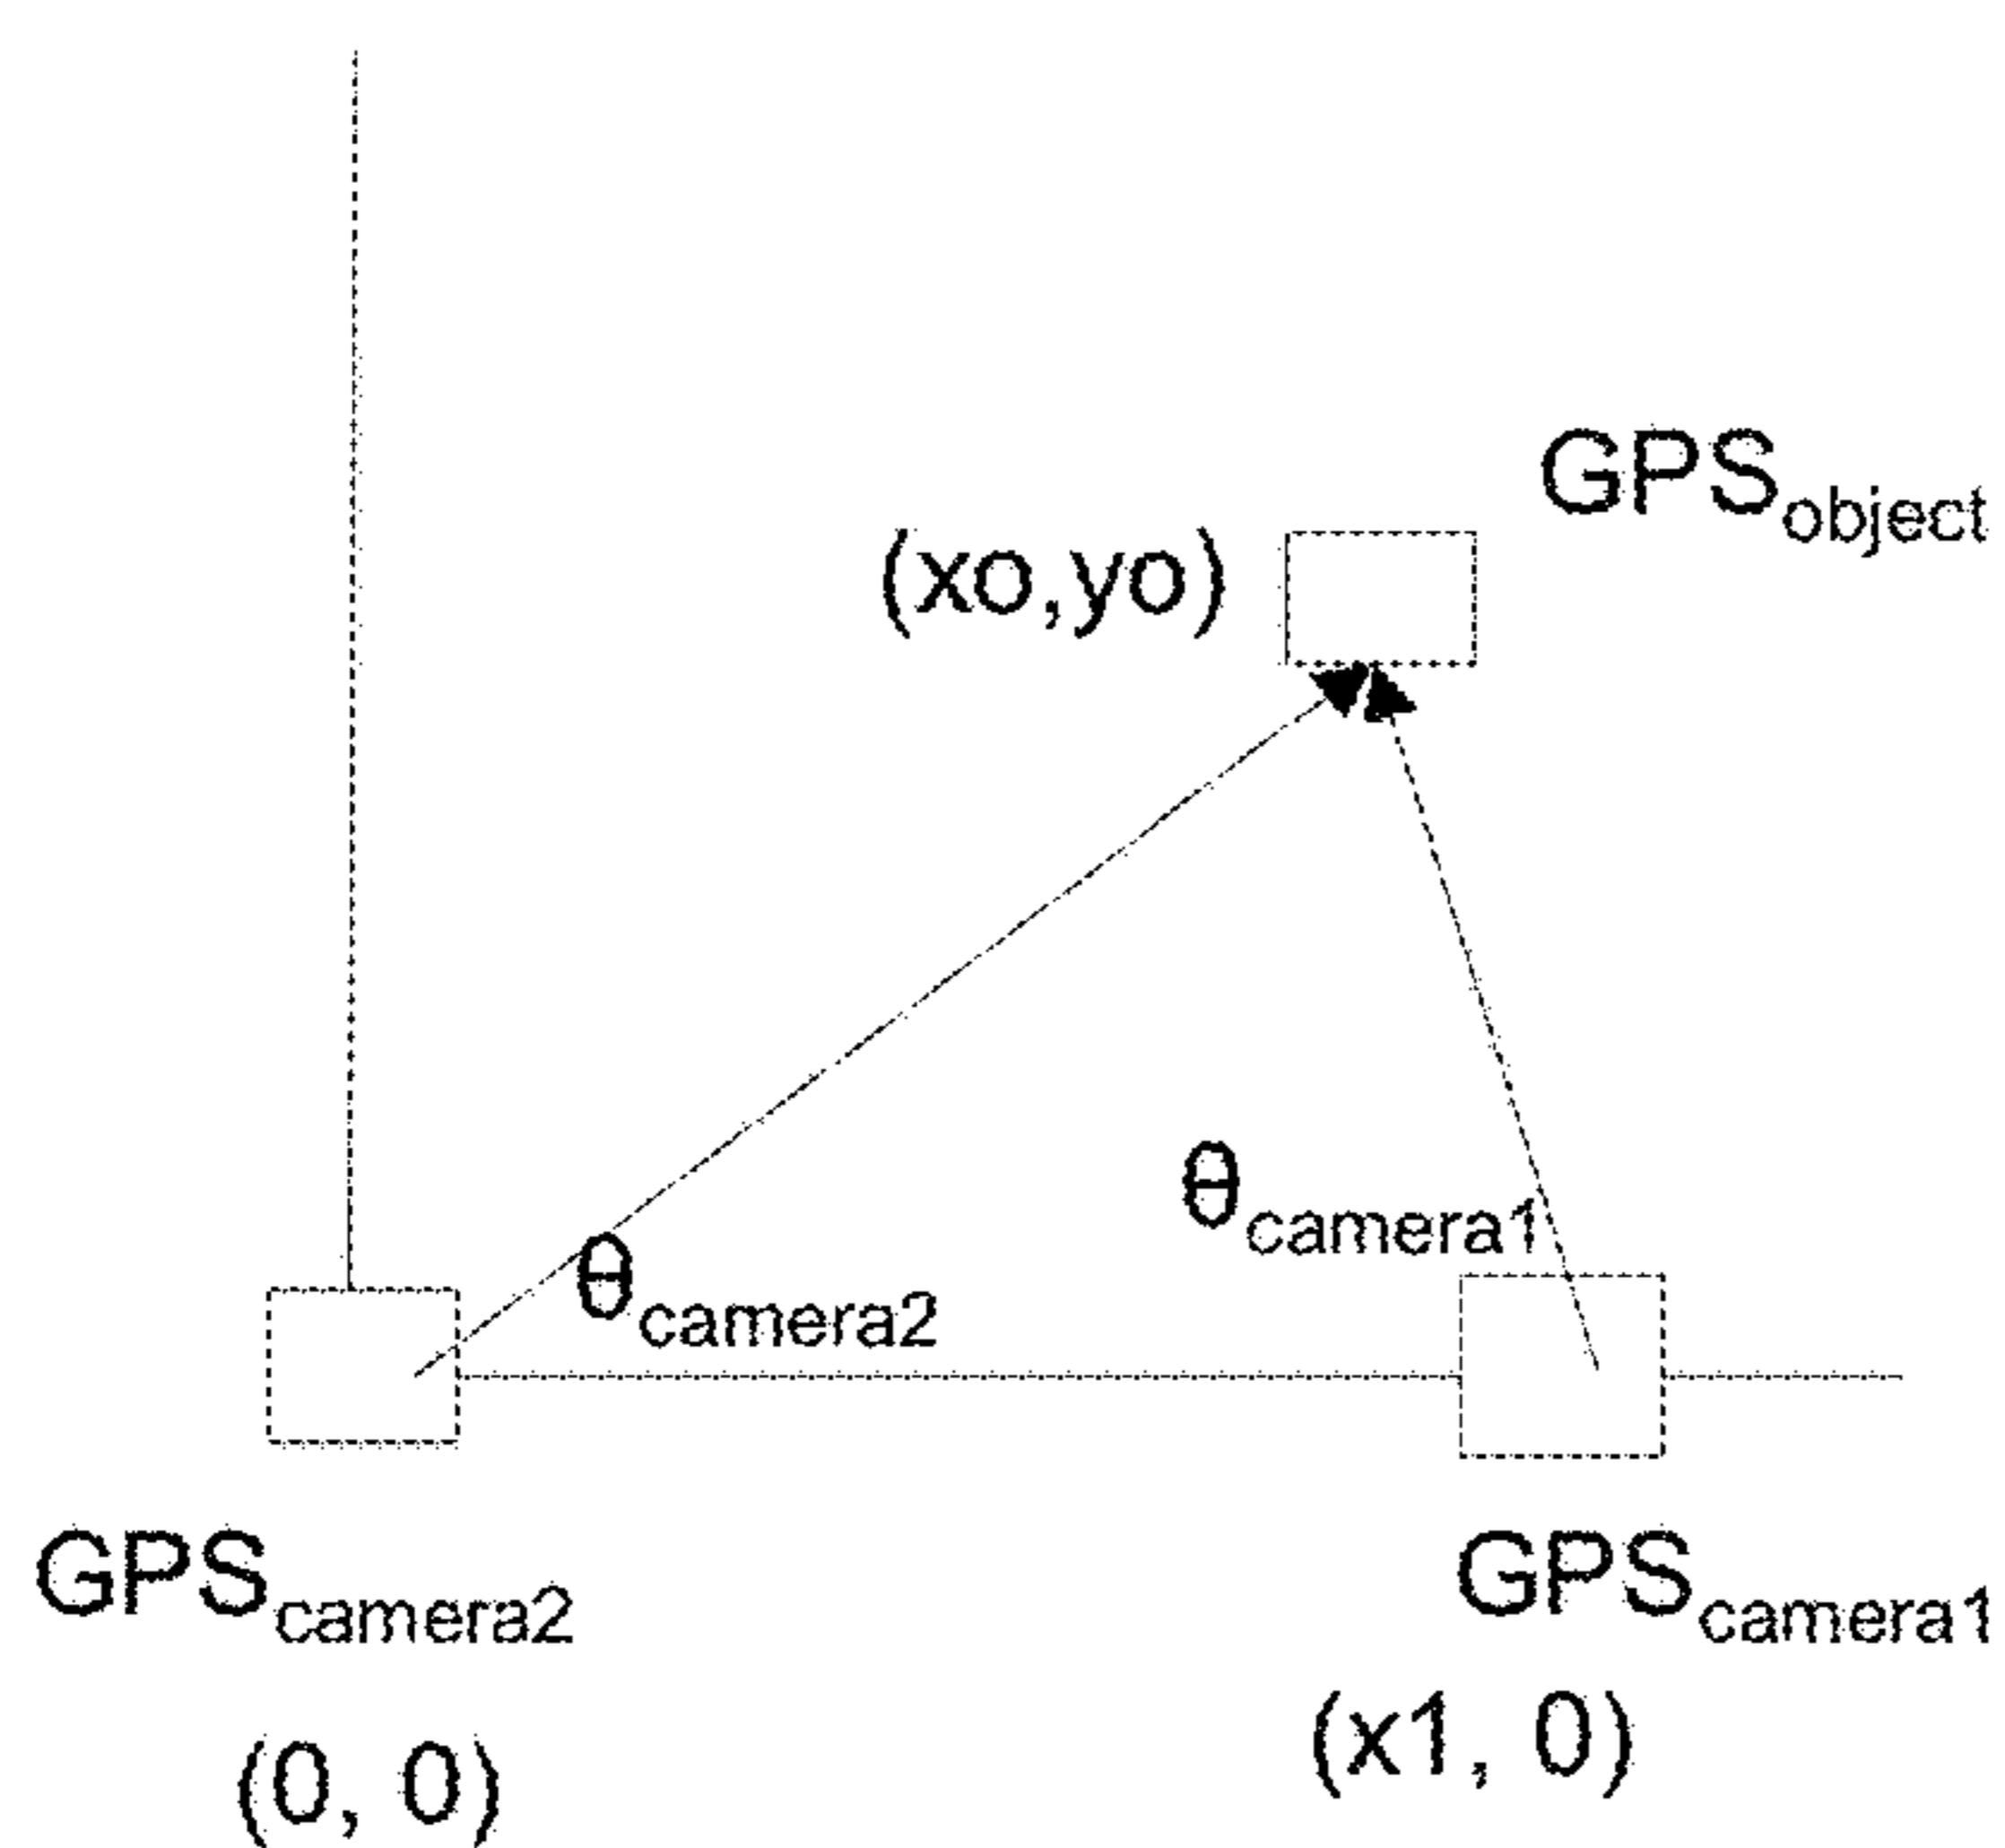 GPSobject
(xo,yo)
θcamera1
θcamera2
GPScamera2
GPScamera1
(0, 0)
(x1, 0)